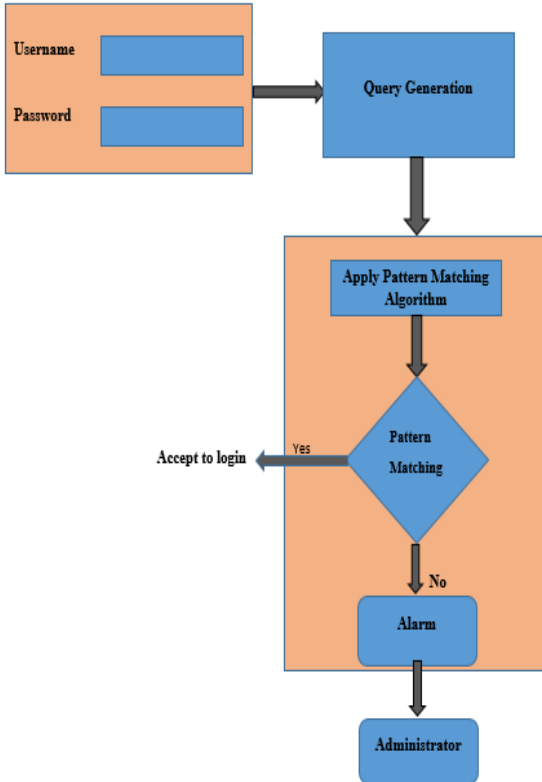 Username
Password
Query Generation
Apply Pattern Matching
Algorithm
Pattern
Matching
Yes
Accept to login
No
Alarm
Administrator